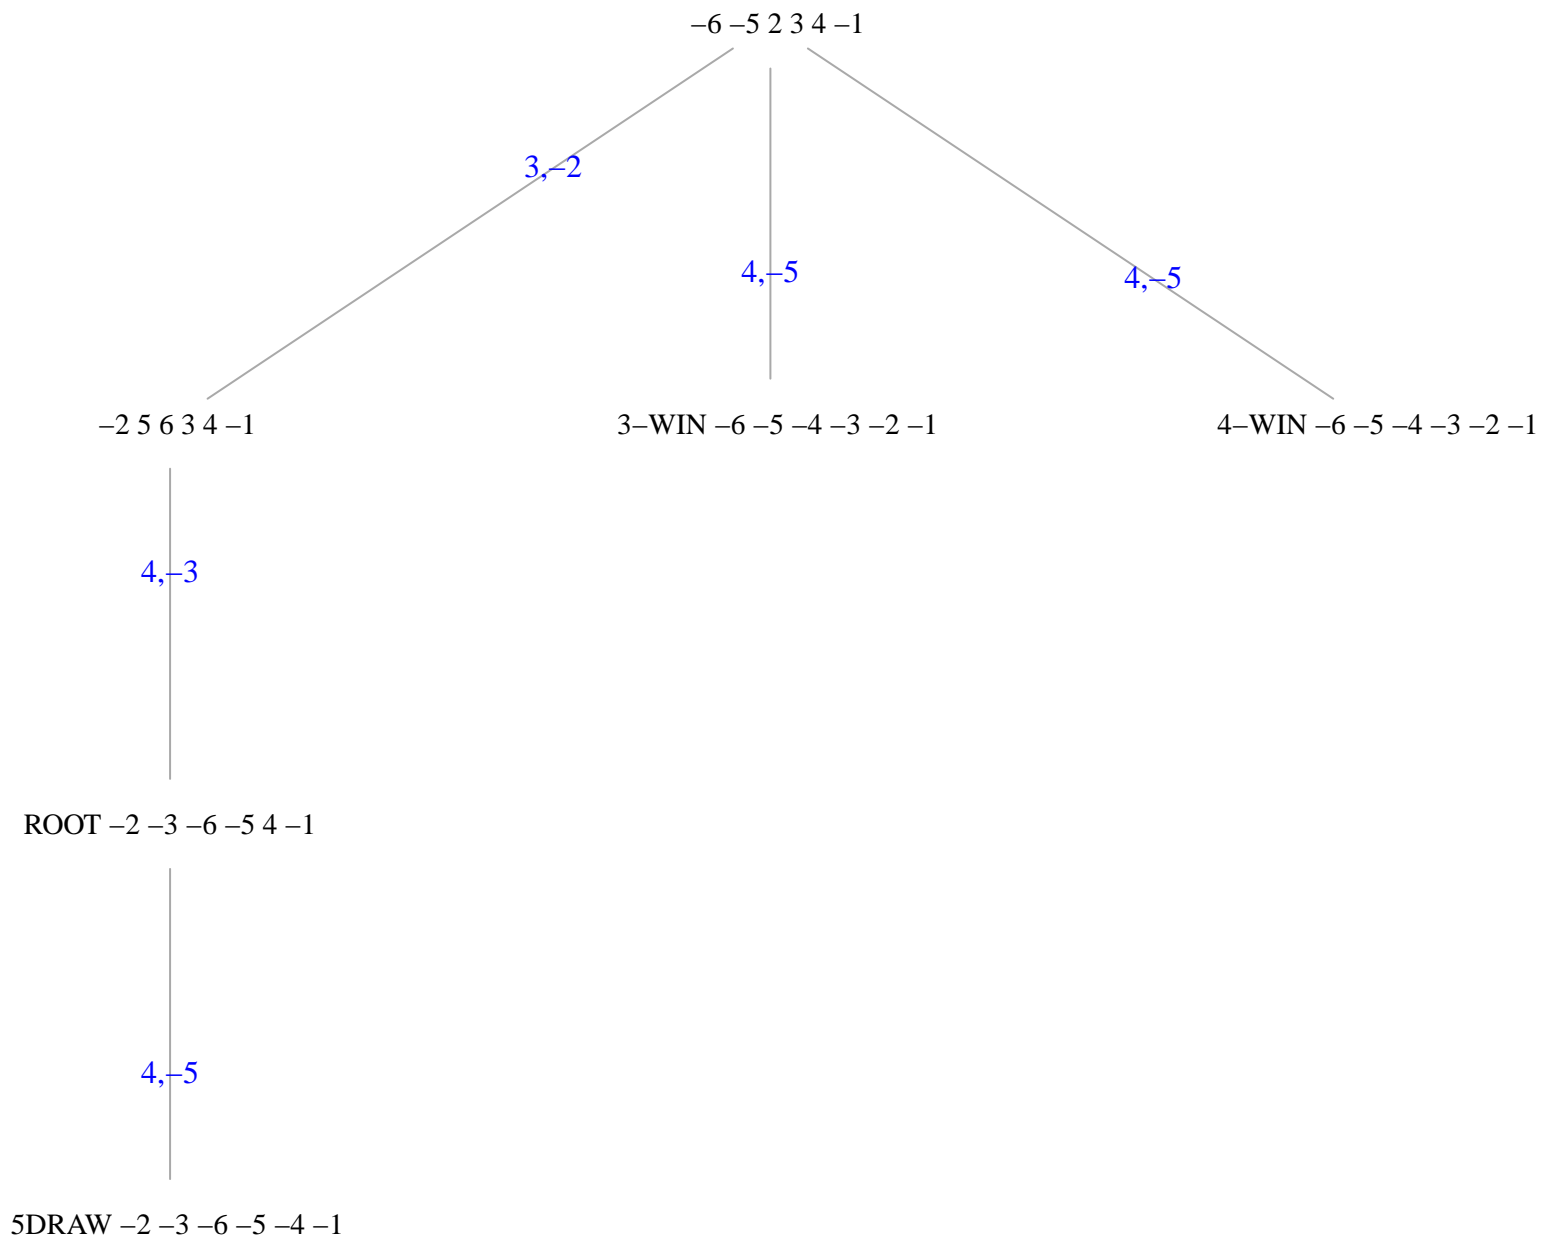 –6 –5 2 3 4 –1
3,–2
4,–5
4,–5
–2 5 6 3 4 –1
3–WIN –6 –5 –4 –3 –2 –1
4–WIN –6 –5 –4 –3 –2 –1
4,–3
ROOT –2 –3 –6 –5 4 –1
4,–5
5DRAW –2 –3 –6 –5 –4 –1